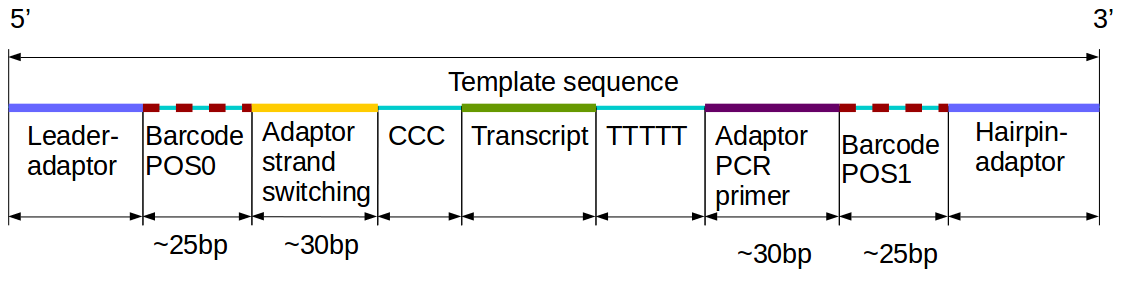 5’
3’
Template sequence
Leader-
adaptor
Barcode
POS0
Adaptor
strand
switching
CCC
Transcript
TTTTT
Adaptor
PCR
primer
Barcode
POS1
Hairpin-
adaptor
~25bp
~30bp
~30bp
~25bp